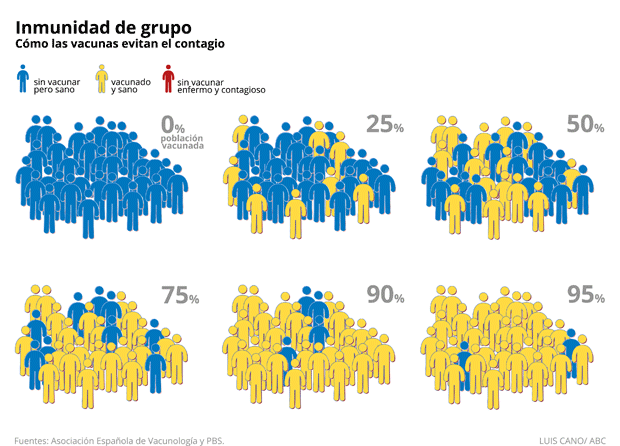 Inmunidad de grupo
Cómo las vacunas evitan el contagio
sin vacunar
pero sano
vacunado
y sano
sin vacunar
enfermo y contagioso
0%
población
vacunada
25%
50%
75%
90%
95%
Fuentes: Asociación Española de Vacunología y PBS.
LUIS CANO/ ABC